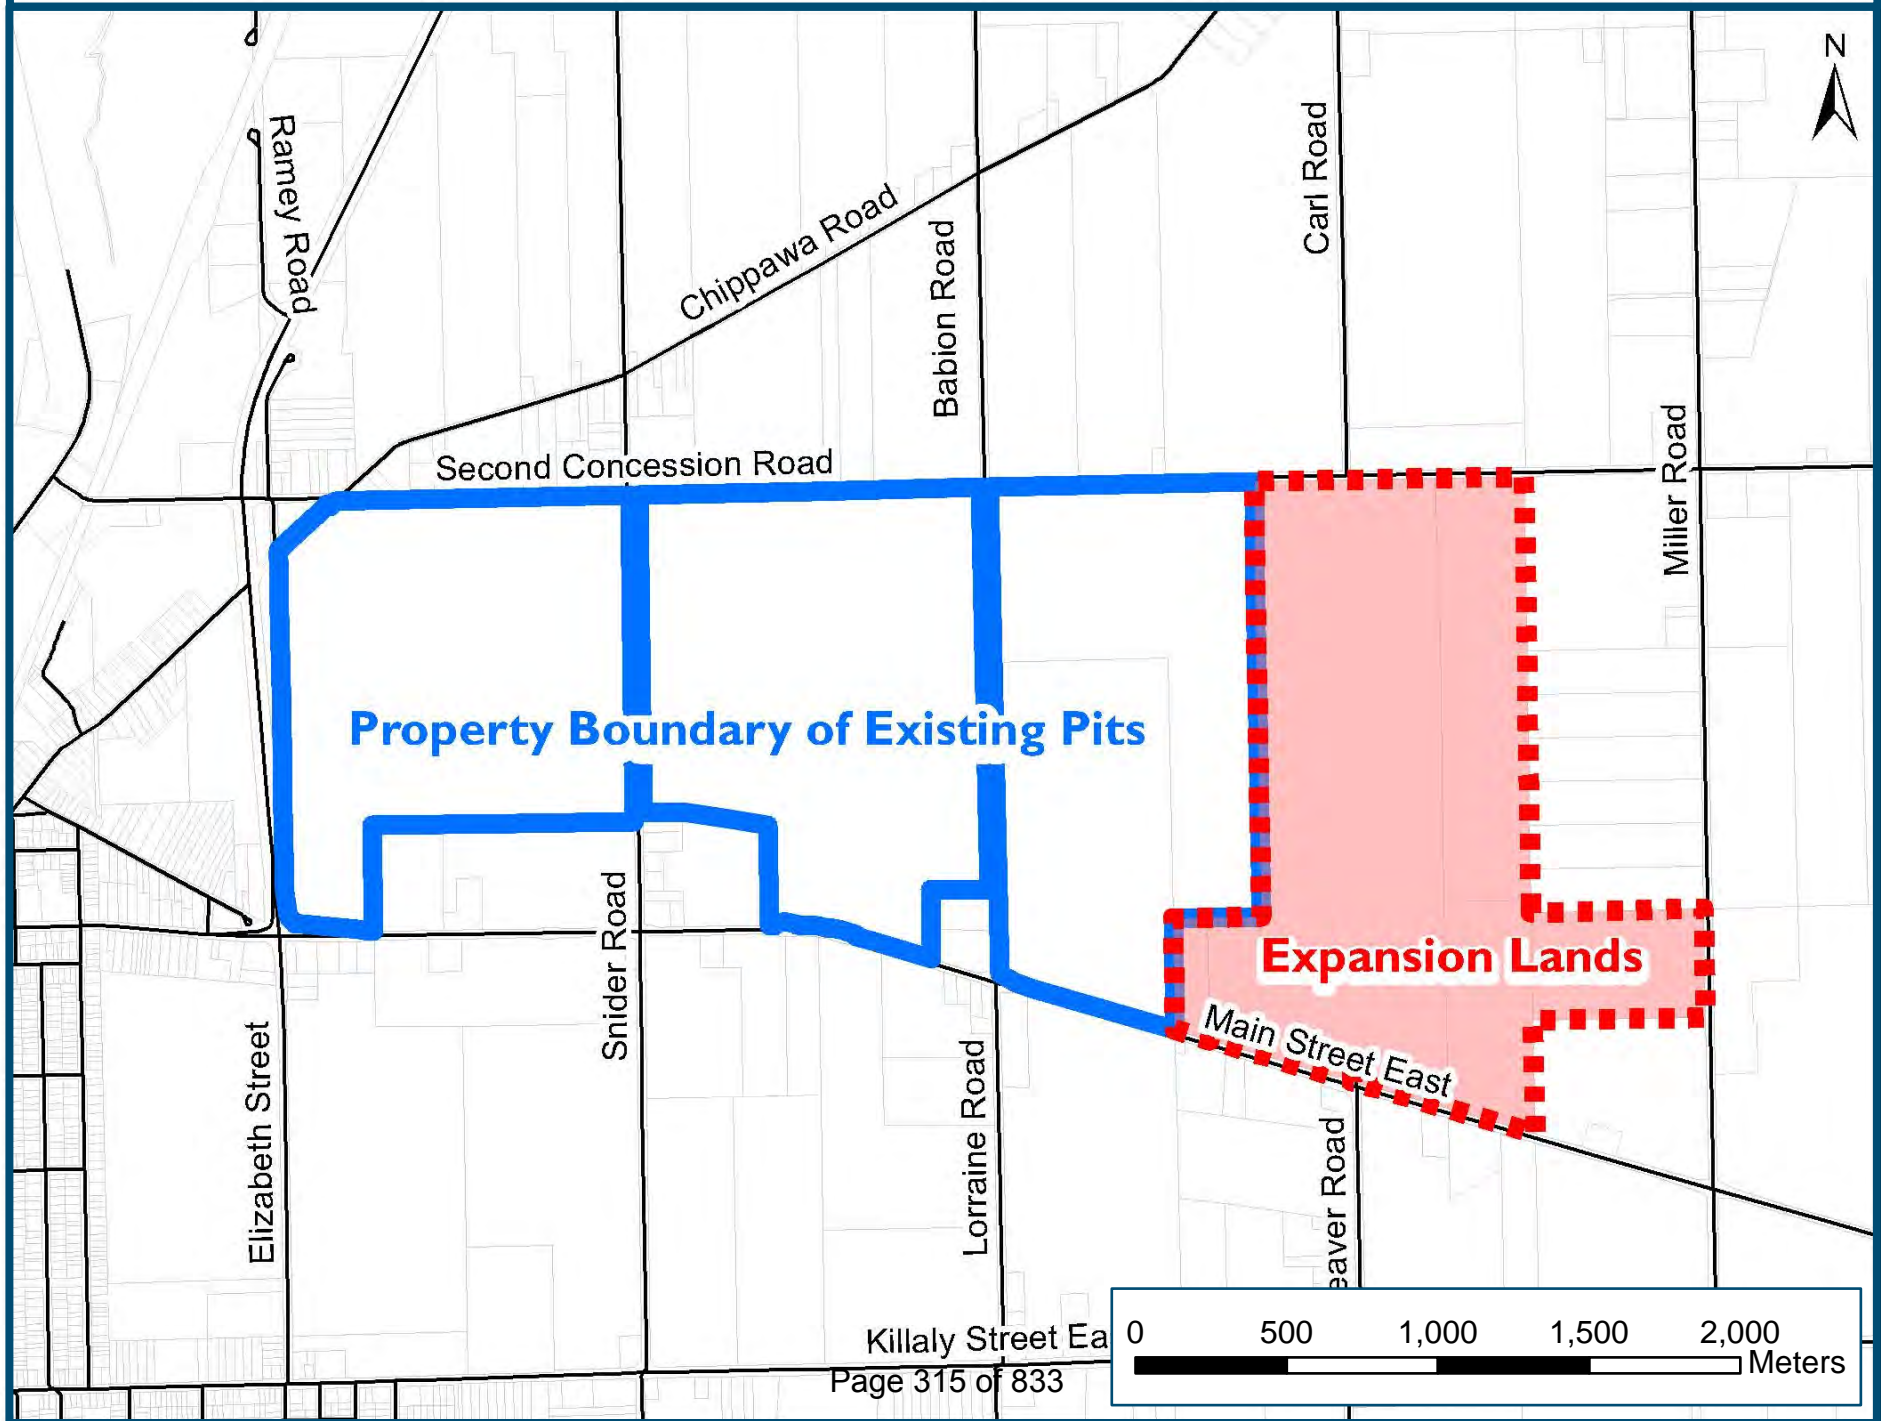 N
Ramey Road
Carl Road
Chippawa Road
Babion Road
Second Concession Road
Miller Road
Property Boundary of Existing Pits
Expansion Lands
Snider Road
Main Street East
Elizabeth Street
Lorraine Road
eaver Road
Killaly Street Ea
0 500 1,000 1,500 2,000
Meters
Page 315 of 833